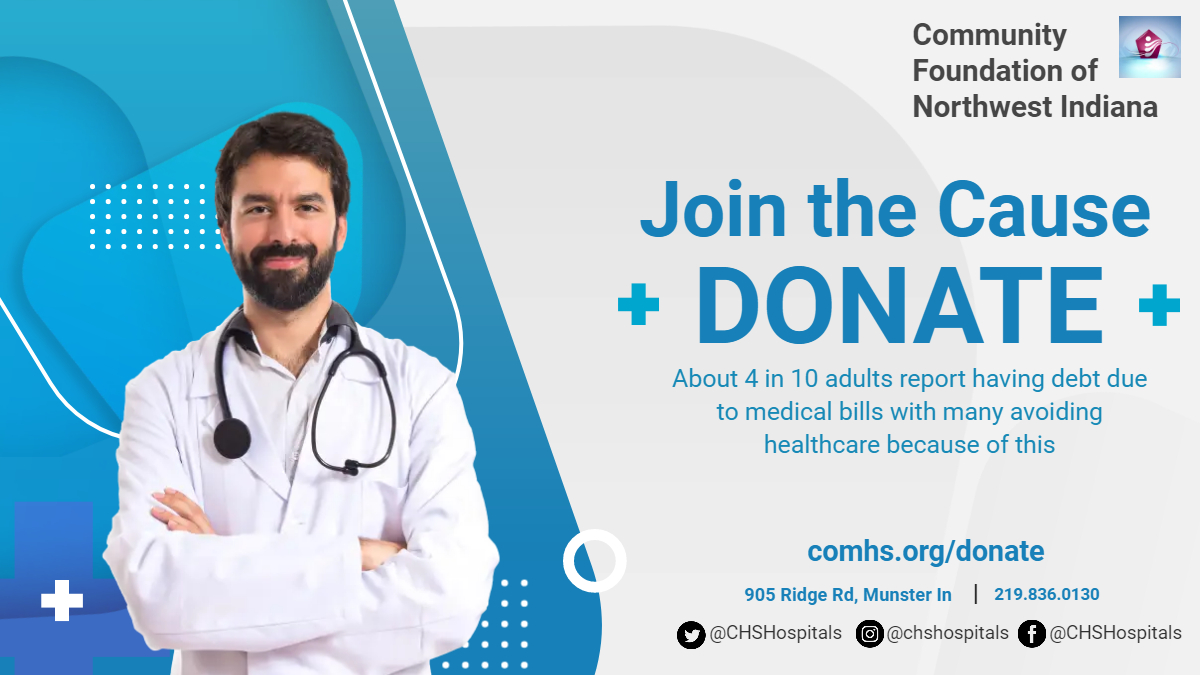 Community
Foundation of
Northwest Indiana
Join the Cause
DONATE
About 4 in 10 adults report having debt due
to medical bills with many avoiding
healthcare because of this
comhs.org/donate
905 Ridge Rd, Munster In | 219.836.0130
@CHSHospitals @chshospitals @CHSHospitals